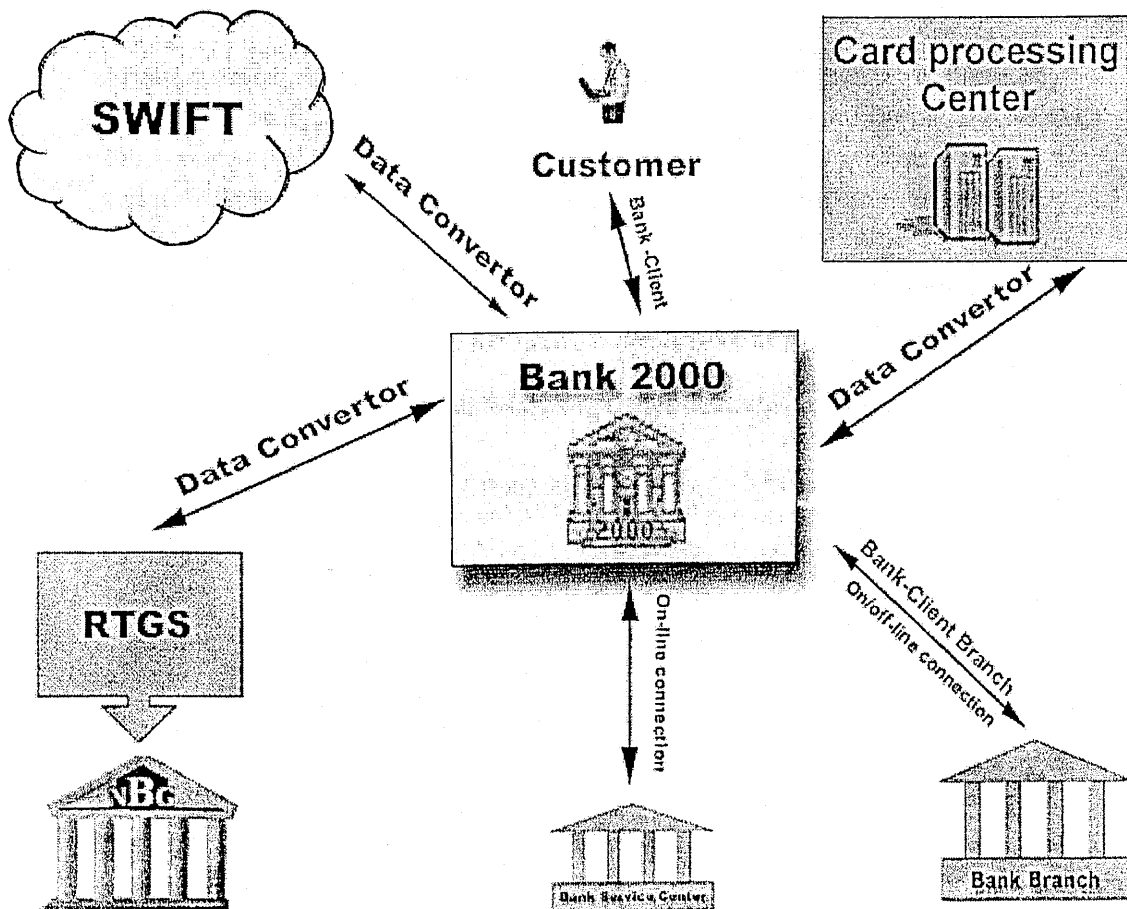 SWIFT
Customer
Card processing
Center
Data Convertor
Bank -Client
Data Convertor
Bank 2000
2000
Data Convertor
RTGS
NBG
On-line connection
Bank Service Center
Bank-Client Branch
On/off-line connection
Bank Branch